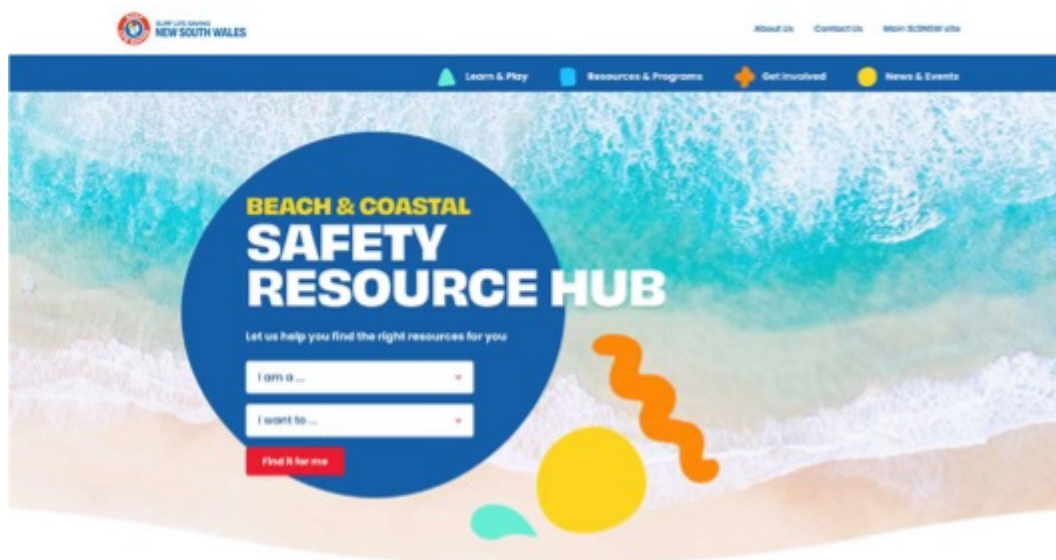 SURF LIFE SAVING
NEW SOUTH WALES
About Us Contact Us Main SLSNSW site
Learn & Play Resources & Programs Get Involved News & Events
BEACH & COASTAL
SAFETY
RESOURCE HUB
Let us help you find the right resources for you
I am a ...
I want to ...
Find it for me